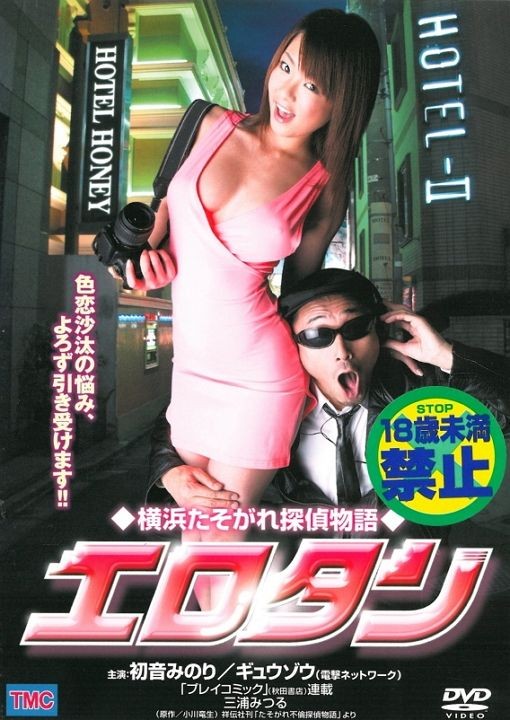 HOTEL HONEY
HOTEL-II
色恋沙汰の悩み、
よろず引き受けます!!
STOP
18歳未満
禁止
◆横浜たそがれ探偵物語◆
エロタン
主演:初音みのり/ギュウゾウ(電撃ネットワーク)
「プレイコミック」(秋田書店)連載
三浦みつる
(原作/小川竜生) 祥伝社刊「たそがれ不倫探偵物語」より
TMC
DVD
VIDEO